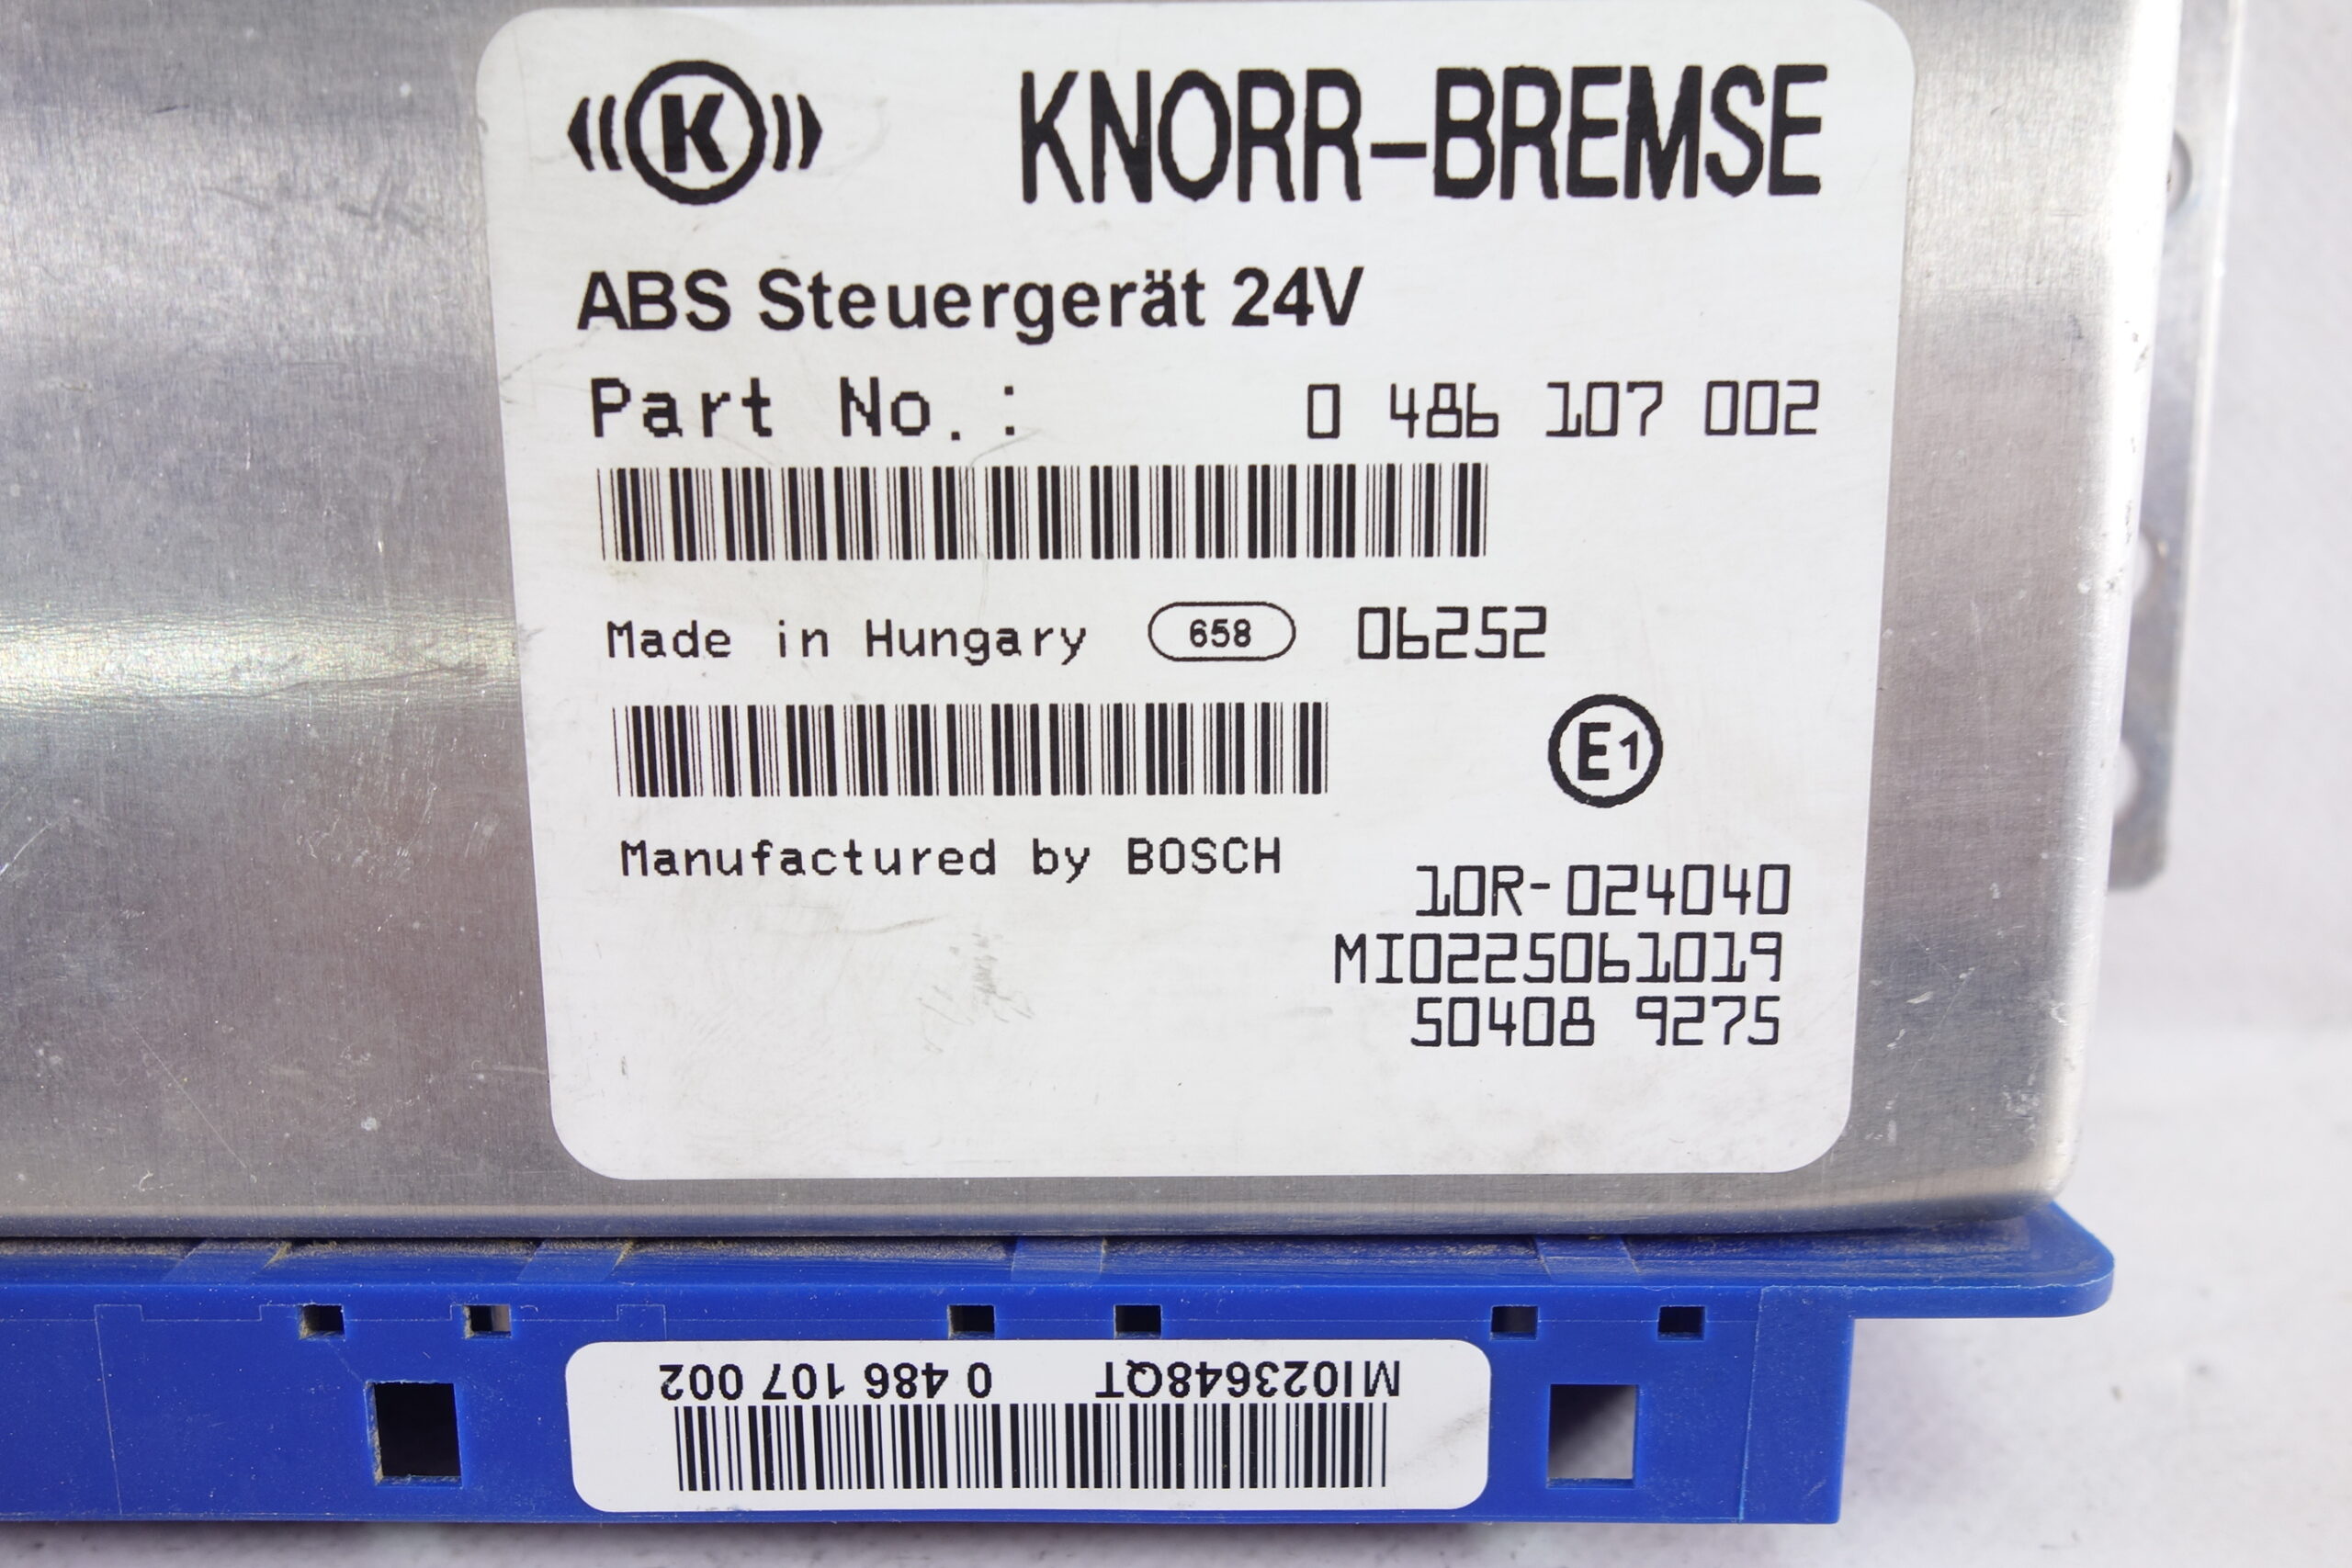 K KNORR-BREMSE
ABS Steuergerät 24V
Part No.: 0 486 107 002
Made in Hungary 658 06252
E1
Manufactured by BOSCH
10R-024040
MI0225061019
50408 9275
MI023648QT 0 486 107 002